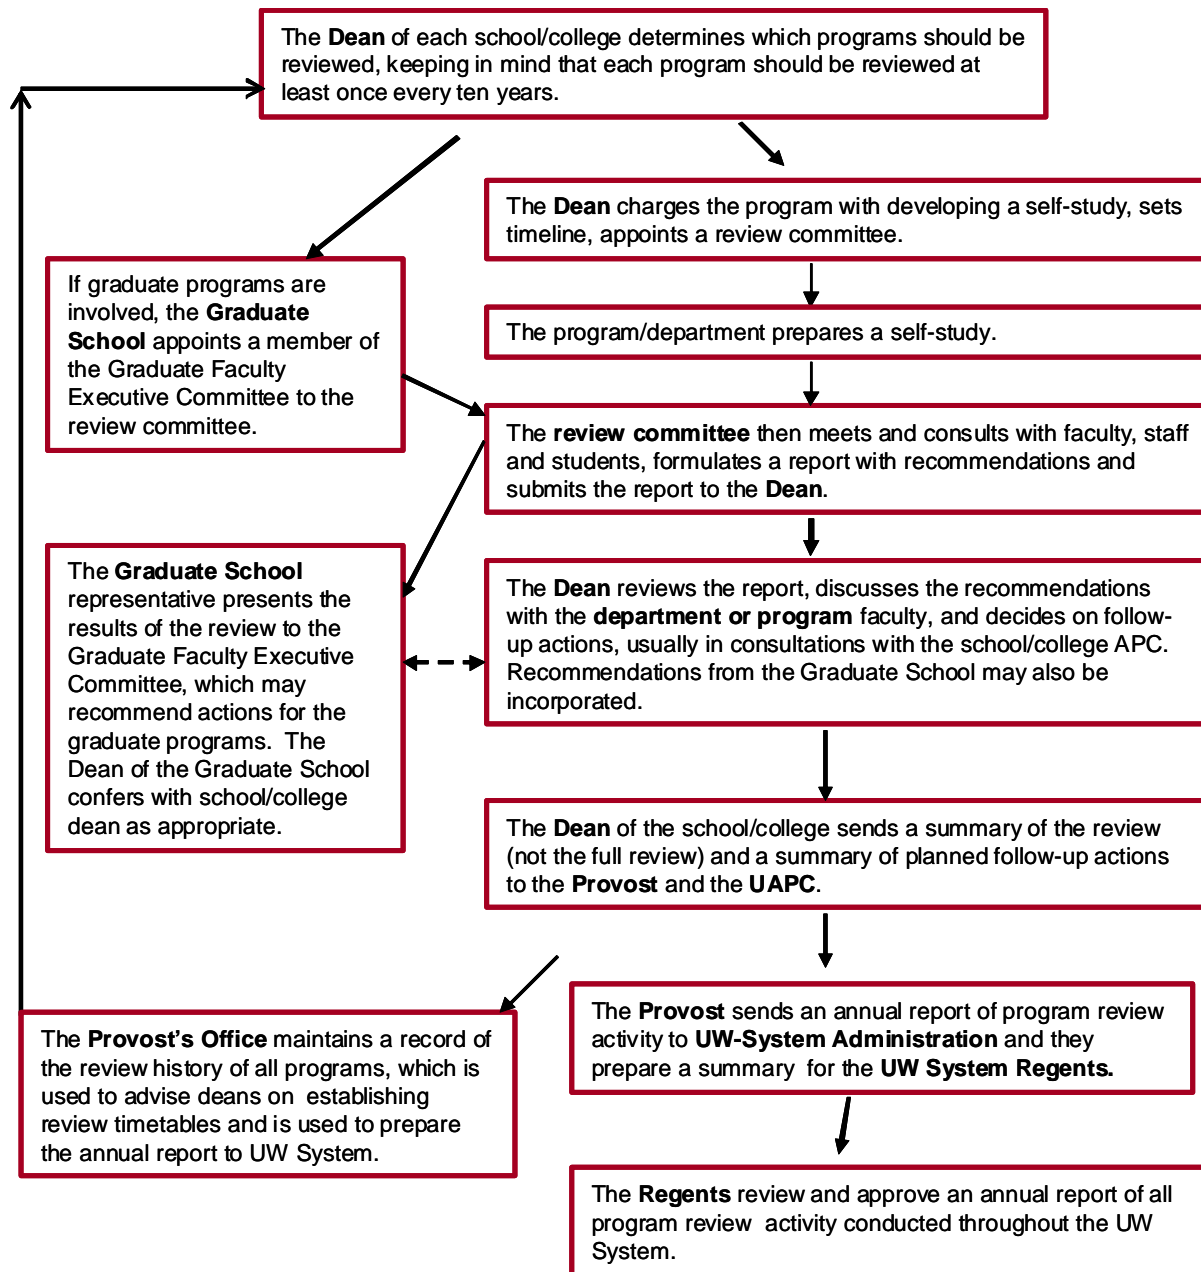 The Dean of each school/college determines which programs should be
reviewed, keeping in mind that each program should be reviewed at
least once every ten years.
The Dean charges the program with developing a self-study, sets
timeline, appoints a review committee.
If graduate programs are
involved, the Graduate
School appoints a member of
the Graduate Faculty
Executive Committee to the
review committee.
The program/department prepares a self-study.
The review committee then meets and consults with faculty, staff
and students, formulates a report with recommendations and
submits the report to the Dean.
The Graduate School
representative presents the
results of the review to the
Graduate Faculty Executive
Committee, which may
recommend actions for the
graduate programs.  The
Dean of the Graduate School
confers with school/college
dean as appropriate.
The Dean reviews the report, discusses the recommendations
with the department or program faculty, and decides on follow-
up actions, usually in consultations with the school/college APC.
Recommendations from the Graduate School may also be
incorporated.
The Dean of the school/college sends a summary of the review
(not the full review) and a summary of planned follow-up actions
to the Provost and the UAPC.
The Provost's Office maintains a record of
the review history of all programs, which is
used to advise deans on  establishing
review timetables and is used to prepare
the annual report to UW System.
The Provost sends an annual report of program review
activity to UW-System Administration and they
prepare a summary  for the UW System Regents.
The Regents review and approve an annual report of all
program review  activity conducted throughout the UW
System.